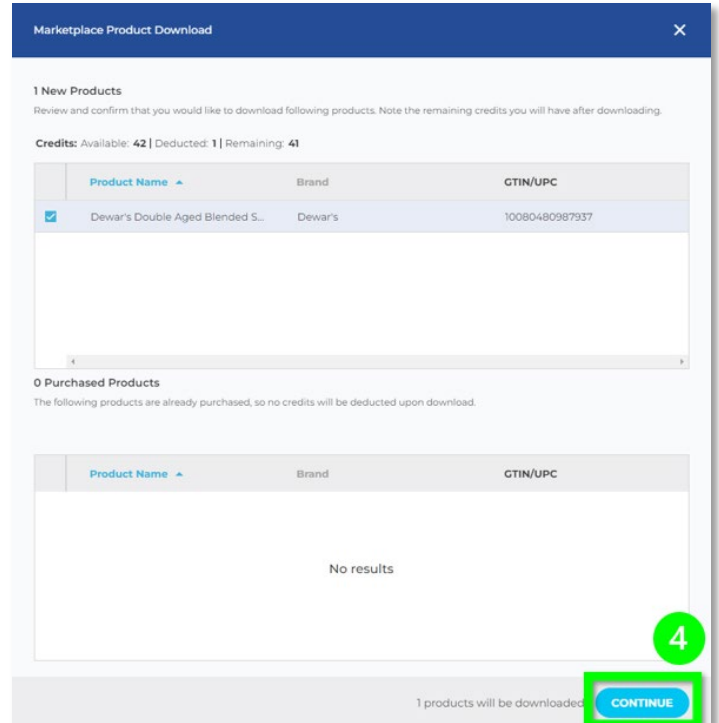 Marketplace Product Download
1 New Products
Review and confirm that you would like to download following products. Note the remaining credits you will have after downloading.
Credits: Available: 42 | Deducted: 1 | Remaining: 41
Product Name Brand GTIN/UPC
Dewar's Double Aged Blended S... Dewar's 10080480987937
0 Purchased Products
The following products are already purchased, so no credits will be deducted upon download.
Product Name Brand GTIN/UPC
No results
4
1 products will be downloaded CONTINUE